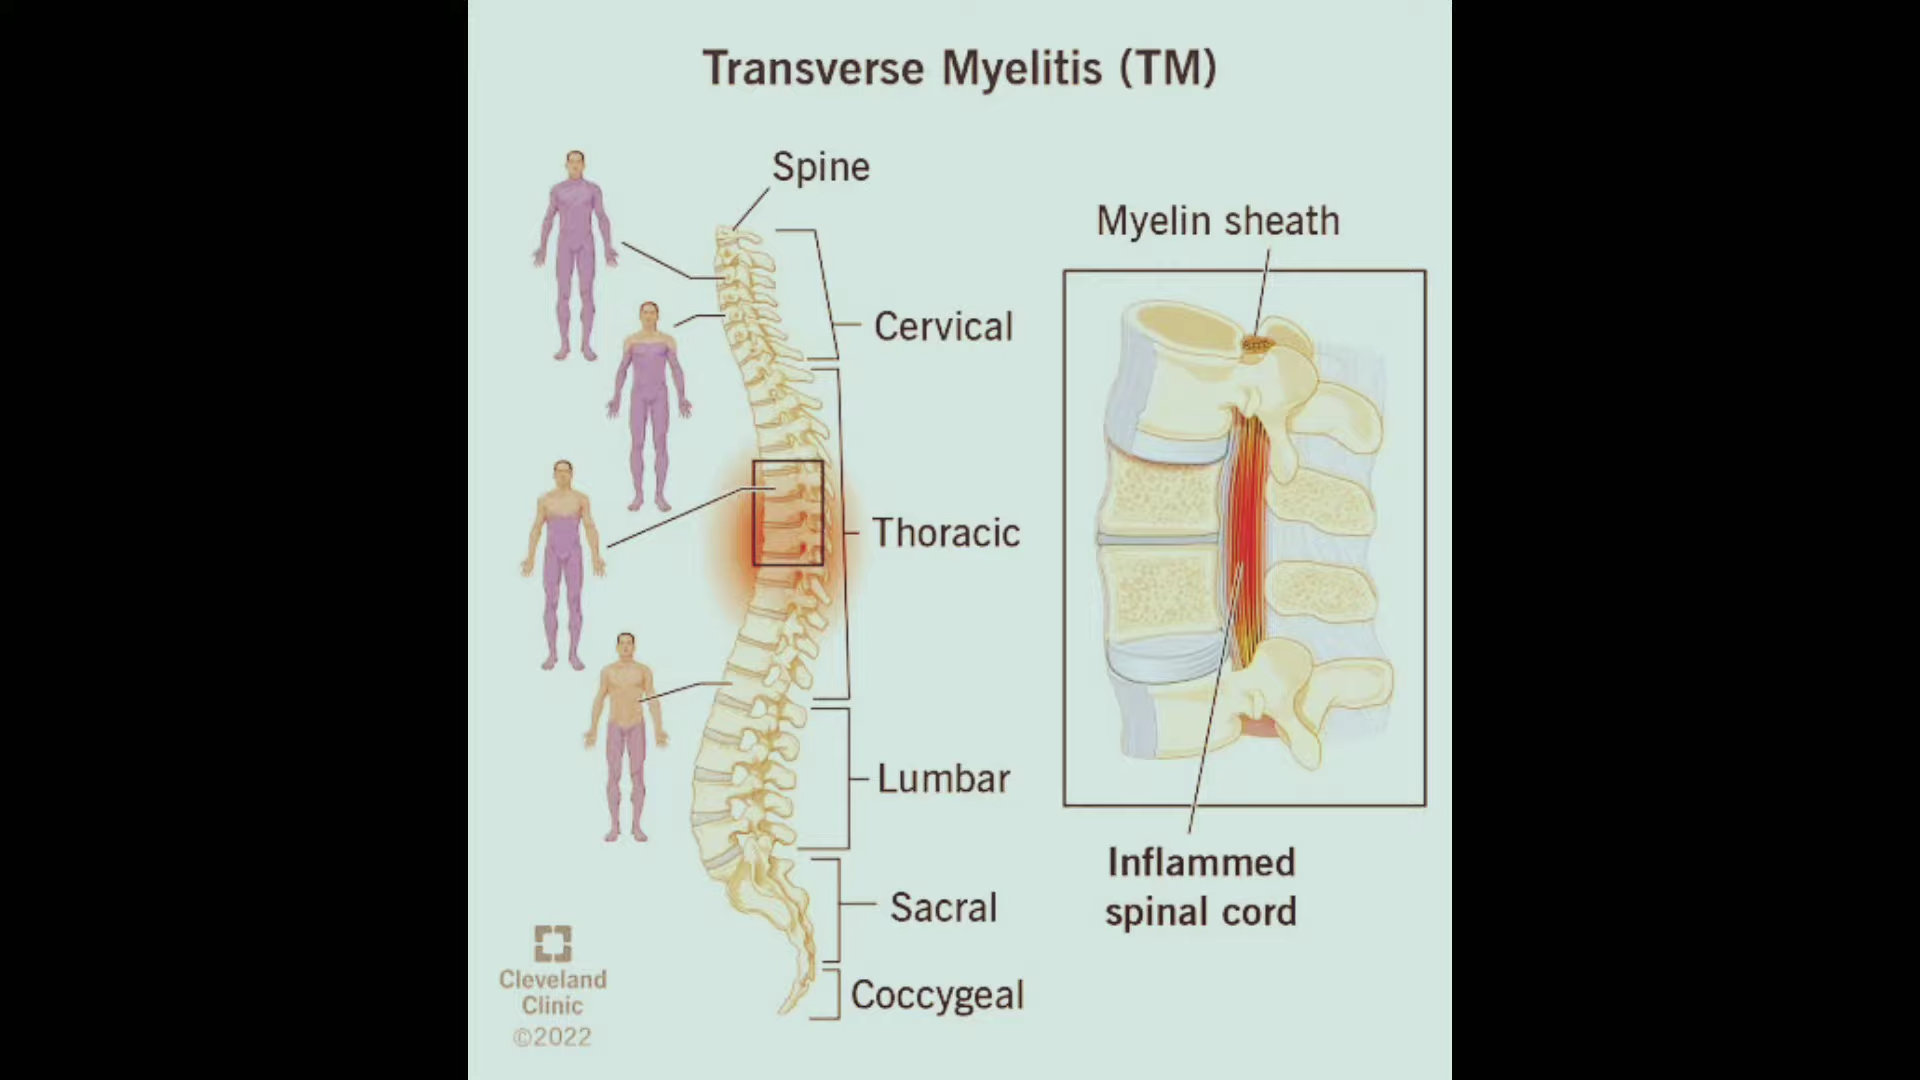 Transverse Myelitis (TM)
Spine
Myelin sheath
Cervical
Thoracic
Lumbar
Inflammed
spinal cord
Sacral
Coccygeal
Cleveland
Clinic
©2022